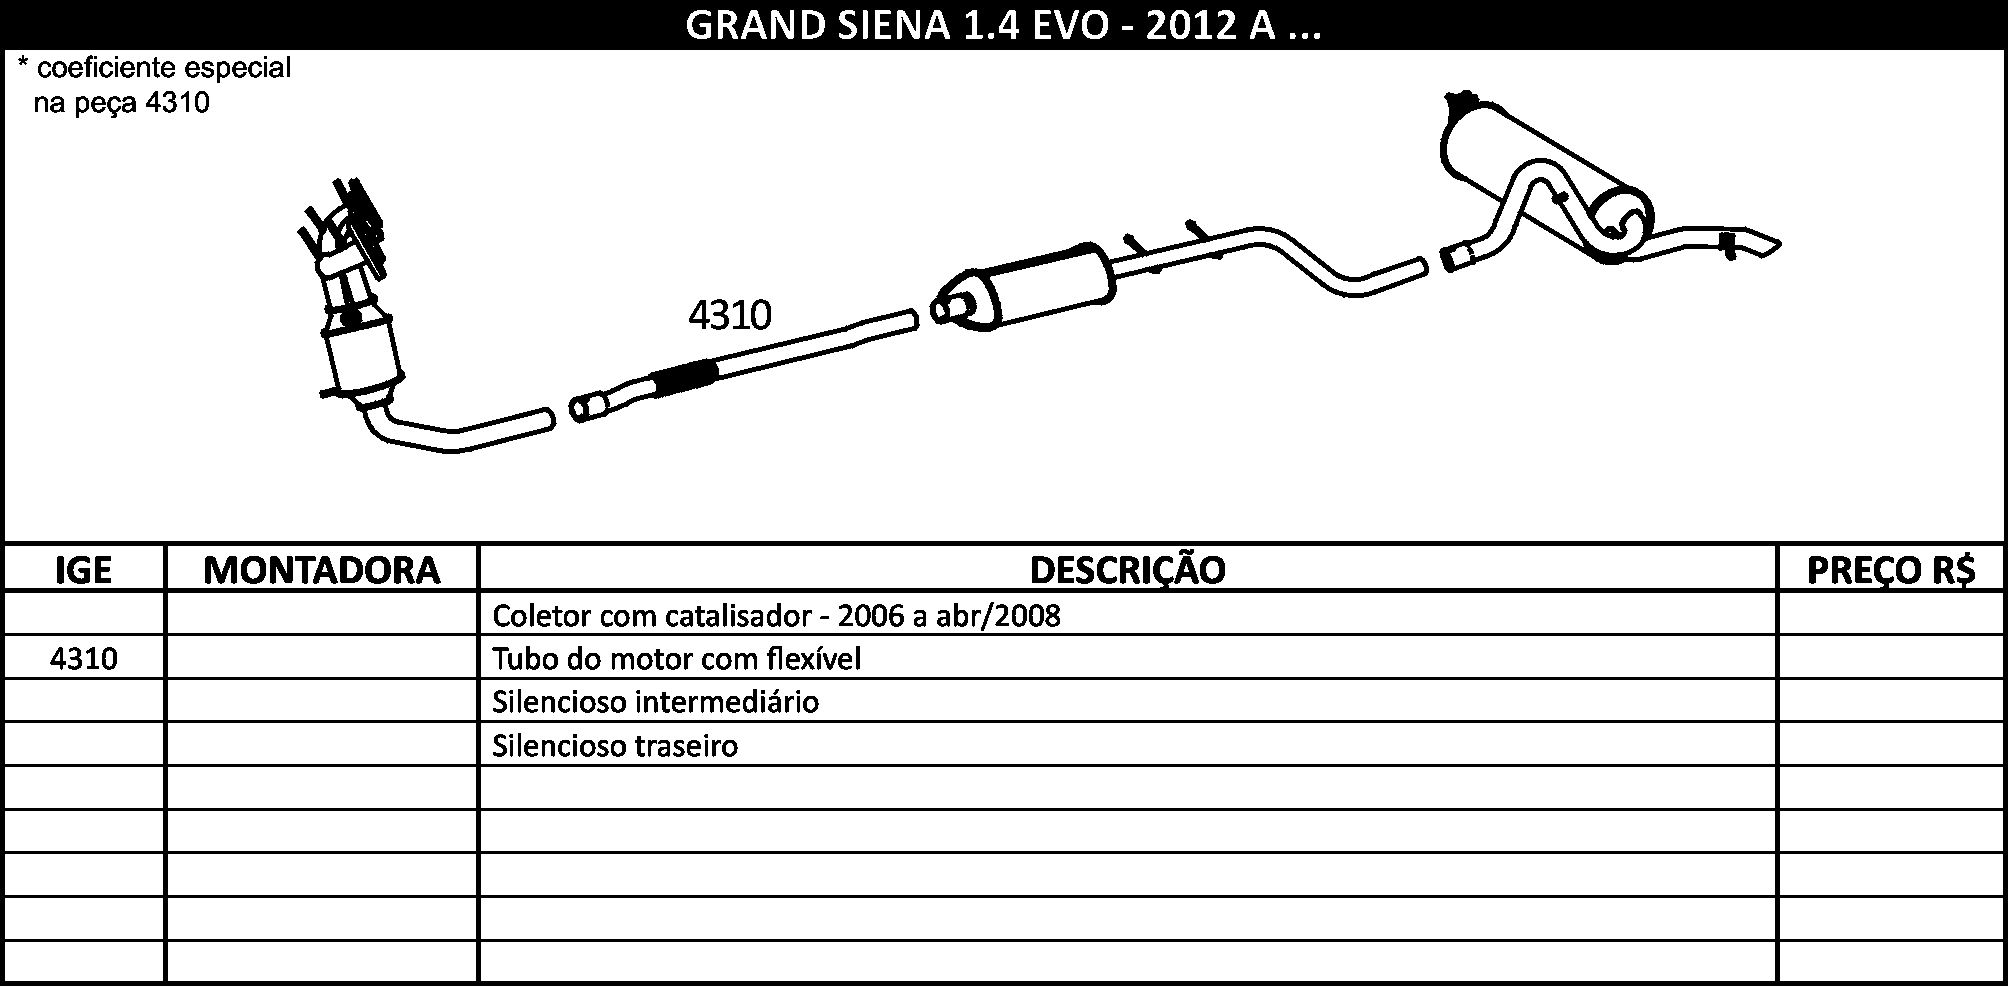 GRAND SIENA 1.4 EVO - 2012 A ...
* coeficiente especial
na peça 4310
4310
IGE MONTADORA DESCRIÇÃO PREÇO R$
Coletor com catalisador - 2006 a abr/2008
4310 Tubo do motor com flexível
Silencioso intermediário
Silencioso traseiro